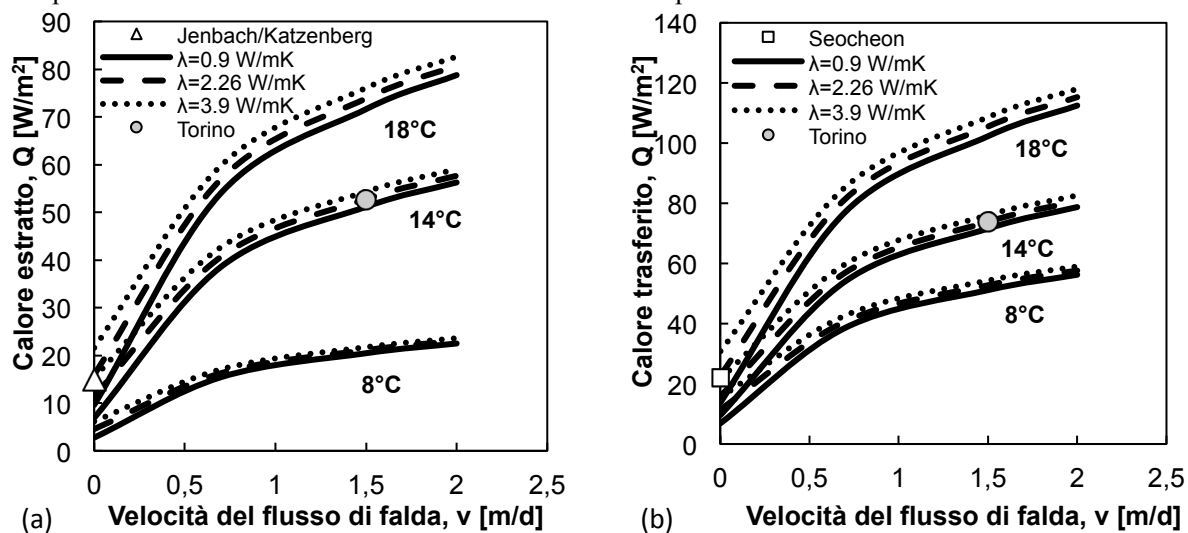 Calore estratto, Q [W/m²]
90
80
70
60
50
40
30
20
10
0
Jenbach/Katzenberg
λ=0.9 W/mK
λ=2.26 W/mK
λ=3.9 W/mK
Torino
18°C
14°C
8°C
0 0,5 1 1,5 2 2,5
(a) Velocità del flusso di falda, v [m/d]
Calore trasferito, Q [W/m²]
140
120
100
80
60
40
20
0
Seocheon
λ=0.9 W/mK
λ=2.26 W/mK
λ=3.9 W/mK
Torino
18°C
14°C
8°C
0 0,5 1 1,5 2 2,5
(b) Velocità del flusso di falda, v [m/d]